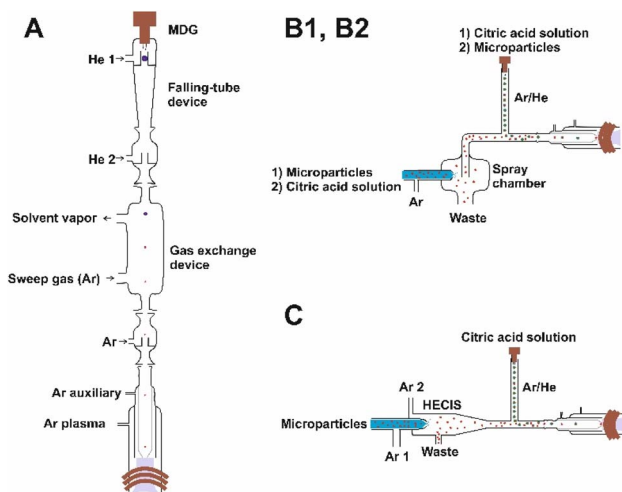 A
MDG
He 1
Falling-tube
device
He 2
Solvent vapor
Gas exchange
device
Sweep gas (Ar)
Ar
Ar auxiliary
Ar plasma
B1, B2
1) Citric acid solution
2) Microparticles
Ar/He
1) Microparticles
2) Citric acid solution
Ar
Spray
chamber
Waste
C
Citric acid solution
Ar 2
HECIS
Ar/He
Microparticles
Ar 1
Waste